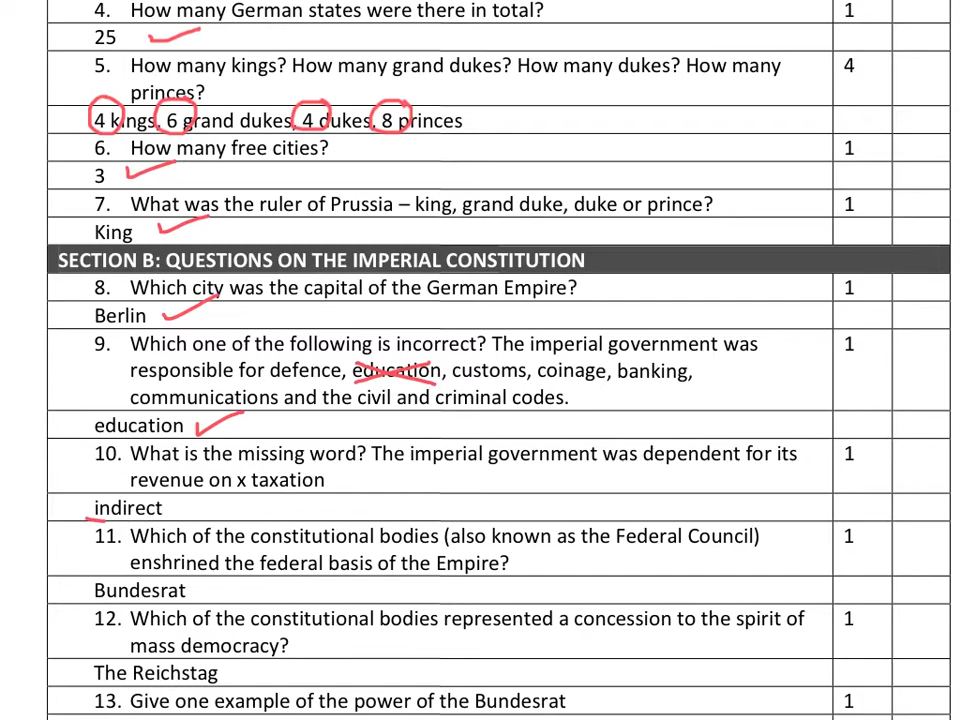 4. How many German states were there in total? 1
25
5. How many kings? How many grand dukes? How many dukes? How many 4
princes?
4 kings, 6 grand dukes, 4 dukes, 8 princes
6. How many free cities? 1
3
7. What was the ruler of Prussia – king, grand duke, duke or prince? 1
King
SECTION B: QUESTIONS ON THE IMPERIAL CONSTITUTION
8. Which city was the capital of the German Empire? 1
Berlin
9. Which one of the following is incorrect? The imperial government was 1
responsible for defence, education, customs, coinage, banking,
communications and the civil and criminal codes.
education
10. What is the missing word? The imperial government was dependent for its 1
revenue on x taxation
indirect
11. Which of the constitutional bodies (also known as the Federal Council) 1
enshrined the federal basis of the Empire?
Bundesrat
12. Which of the constitutional bodies represented a concession to the spirit of 1
mass democracy?
The Reichstag
13. Give one example of the power of the Bundesrat 1